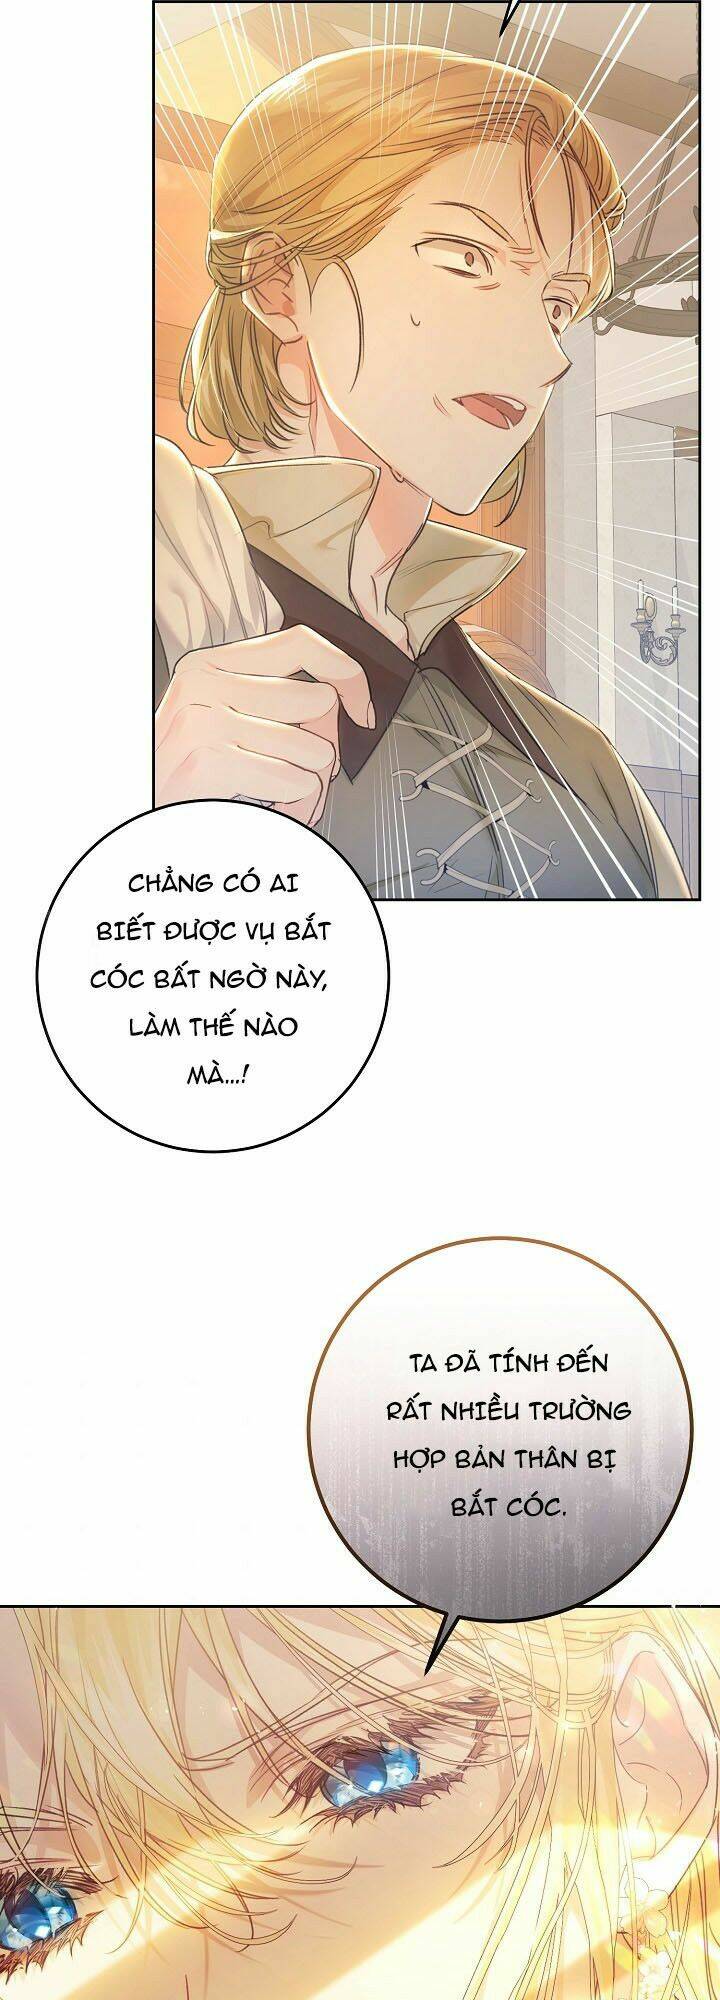 CHẲNG CÓ AI
BIẾT ĐƯỢC VỤ BẮT
CÓC BẤT NGỜ NÀY,
LÀM THẾ NÀO
MÀ...!
TA ĐÃ TÍNH ĐẾN
RẤT NHIỀU TRƯỜNG
HỢP BẢN THÂN BỊ
BẮT CÓC.